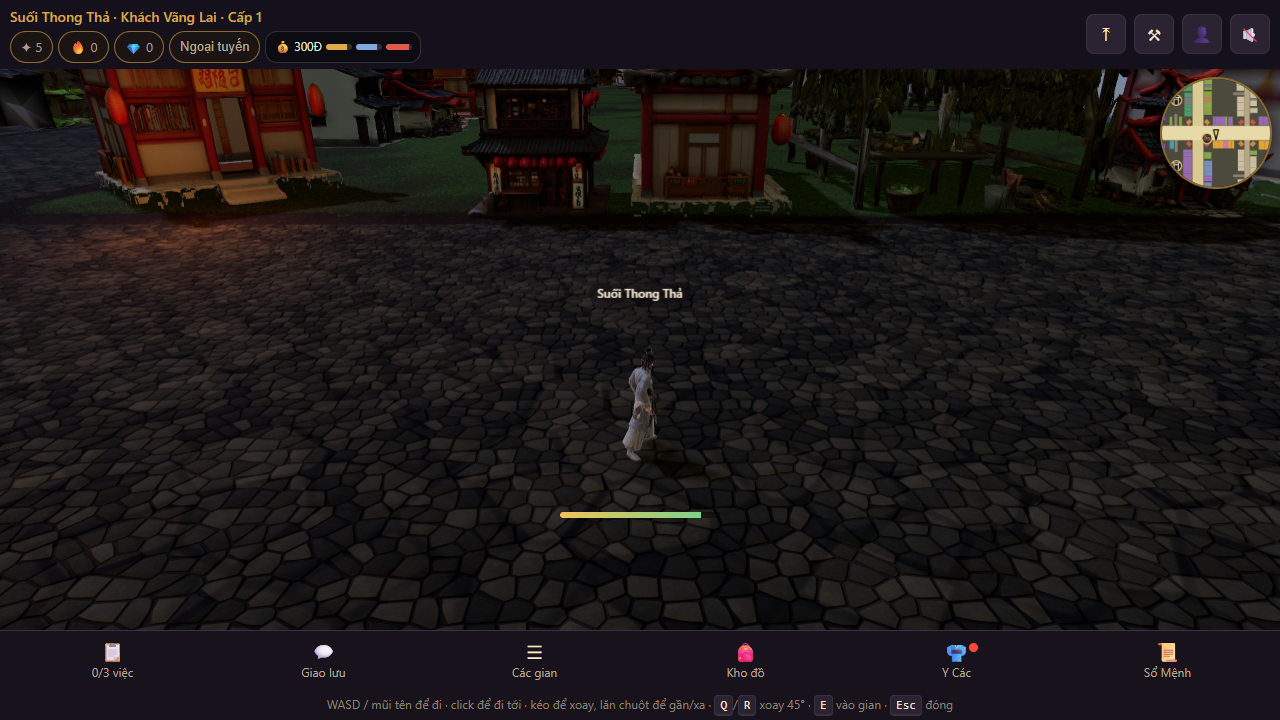 Suối Thong Thả · Khách Vãng Lai · Cấp 1
5
0
0
Ngoại tuyến
300Đ
Suối Thong Thả
0/3 việc
Giao lưu
Các gian
Kho đồ
Y Các
Sổ Mệnh
WASD / mũi tên để đi · click để đi tới · kéo để xoay, lăn chuột để gần/xa · Q / R xoay 45° · E vào gian · Esc đóng